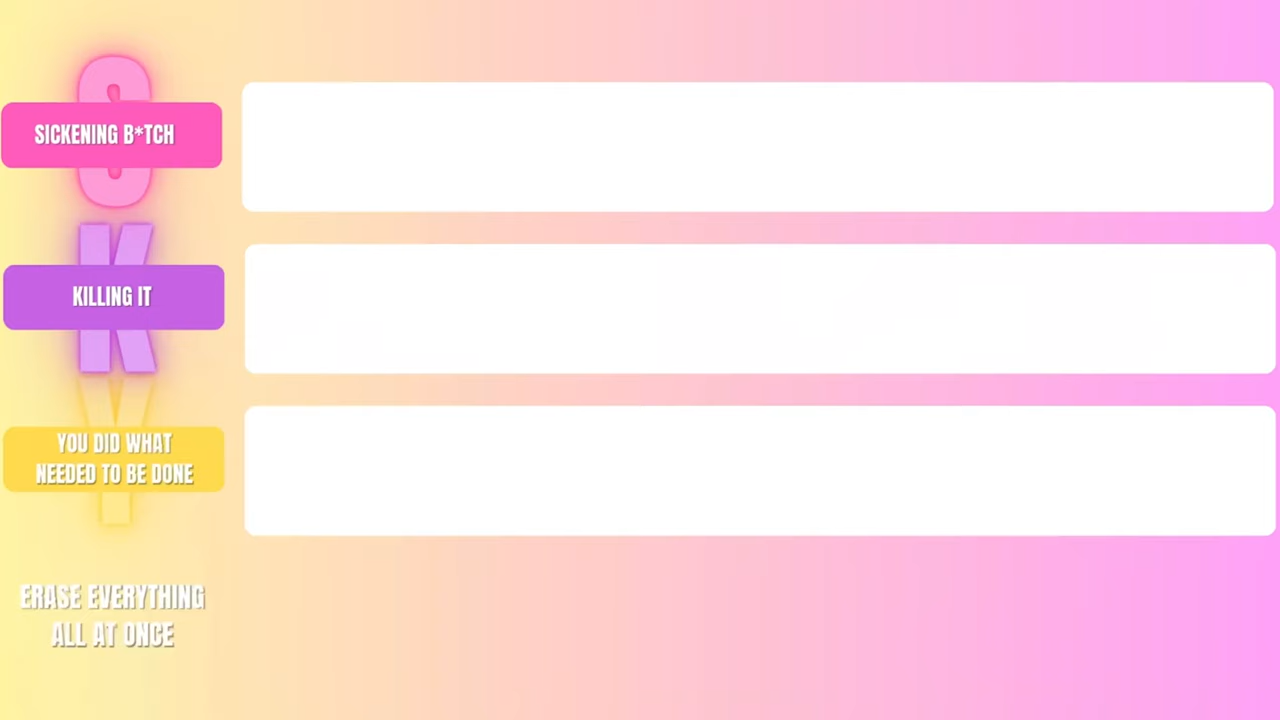 S
SICKENING B*TCH
K
KILLING IT
Y
YOU DID WHAT
NEEDED TO BE DONE
ERASE EVERYTHING
ALL AT ONCE